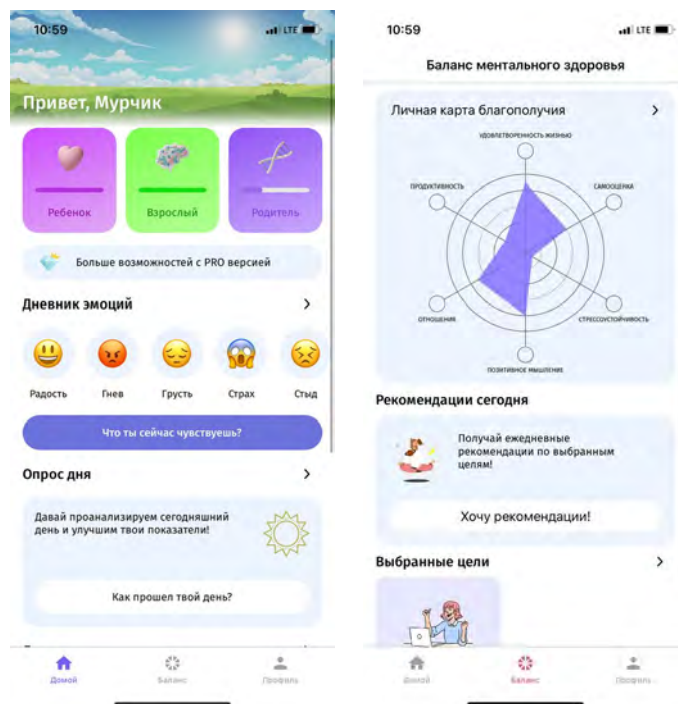 10:59
LTE
Привет, Мурчик
Ребенок
Взрослый
Родитель
Больше возможностей с PRO версией
Дневник эмоций
Радость
Гнев
Грусть
Страх
Стыд
Что ты сейчас чувствуешь?
Опрос дня
Давай проанализируем сегодняшний
день и улучшим твои показатели!
Как прошел твой день?
Домой
Баланс
Профиль
10:59
LTE
Баланс ментального здоровья
Личная карта благополучия
УДОВЛЕТВОРЕННОСТЬ ЖИЗНЬЮ
ПРОДУКТИВНОСТЬ
САМООЦЕНКА
ОТНОШЕНИЯ
СТРЕССОУСТОЙЧИВОСТЬ
ПОЗИТИВНОЕ МЫШЛЕНИЕ
Рекомендации сегодня
Получай ежедневные
рекомендации по выбранным
целям!
Хочу рекомендации!
Выбранные цели
Домой
Баланс
Профиль